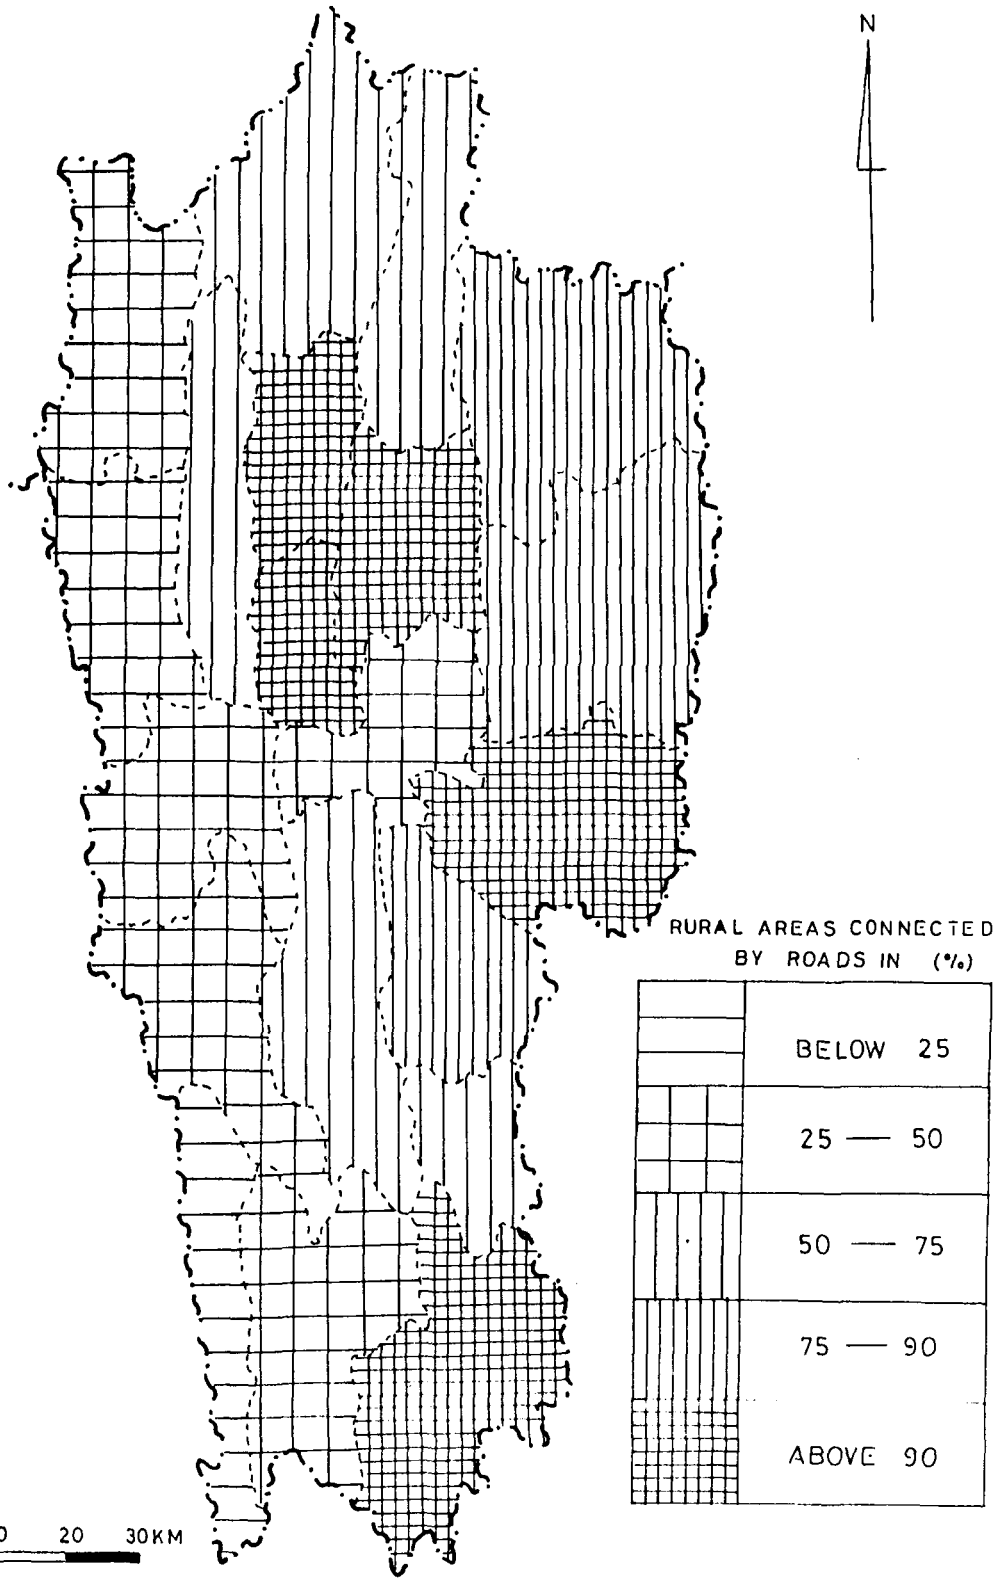 N
RURAL AREAS CONNECTED
BY ROADS IN (%)
BELOW 25
25 — 50
50 — 75
75 — 90
ABOVE 90
0 20 30KM